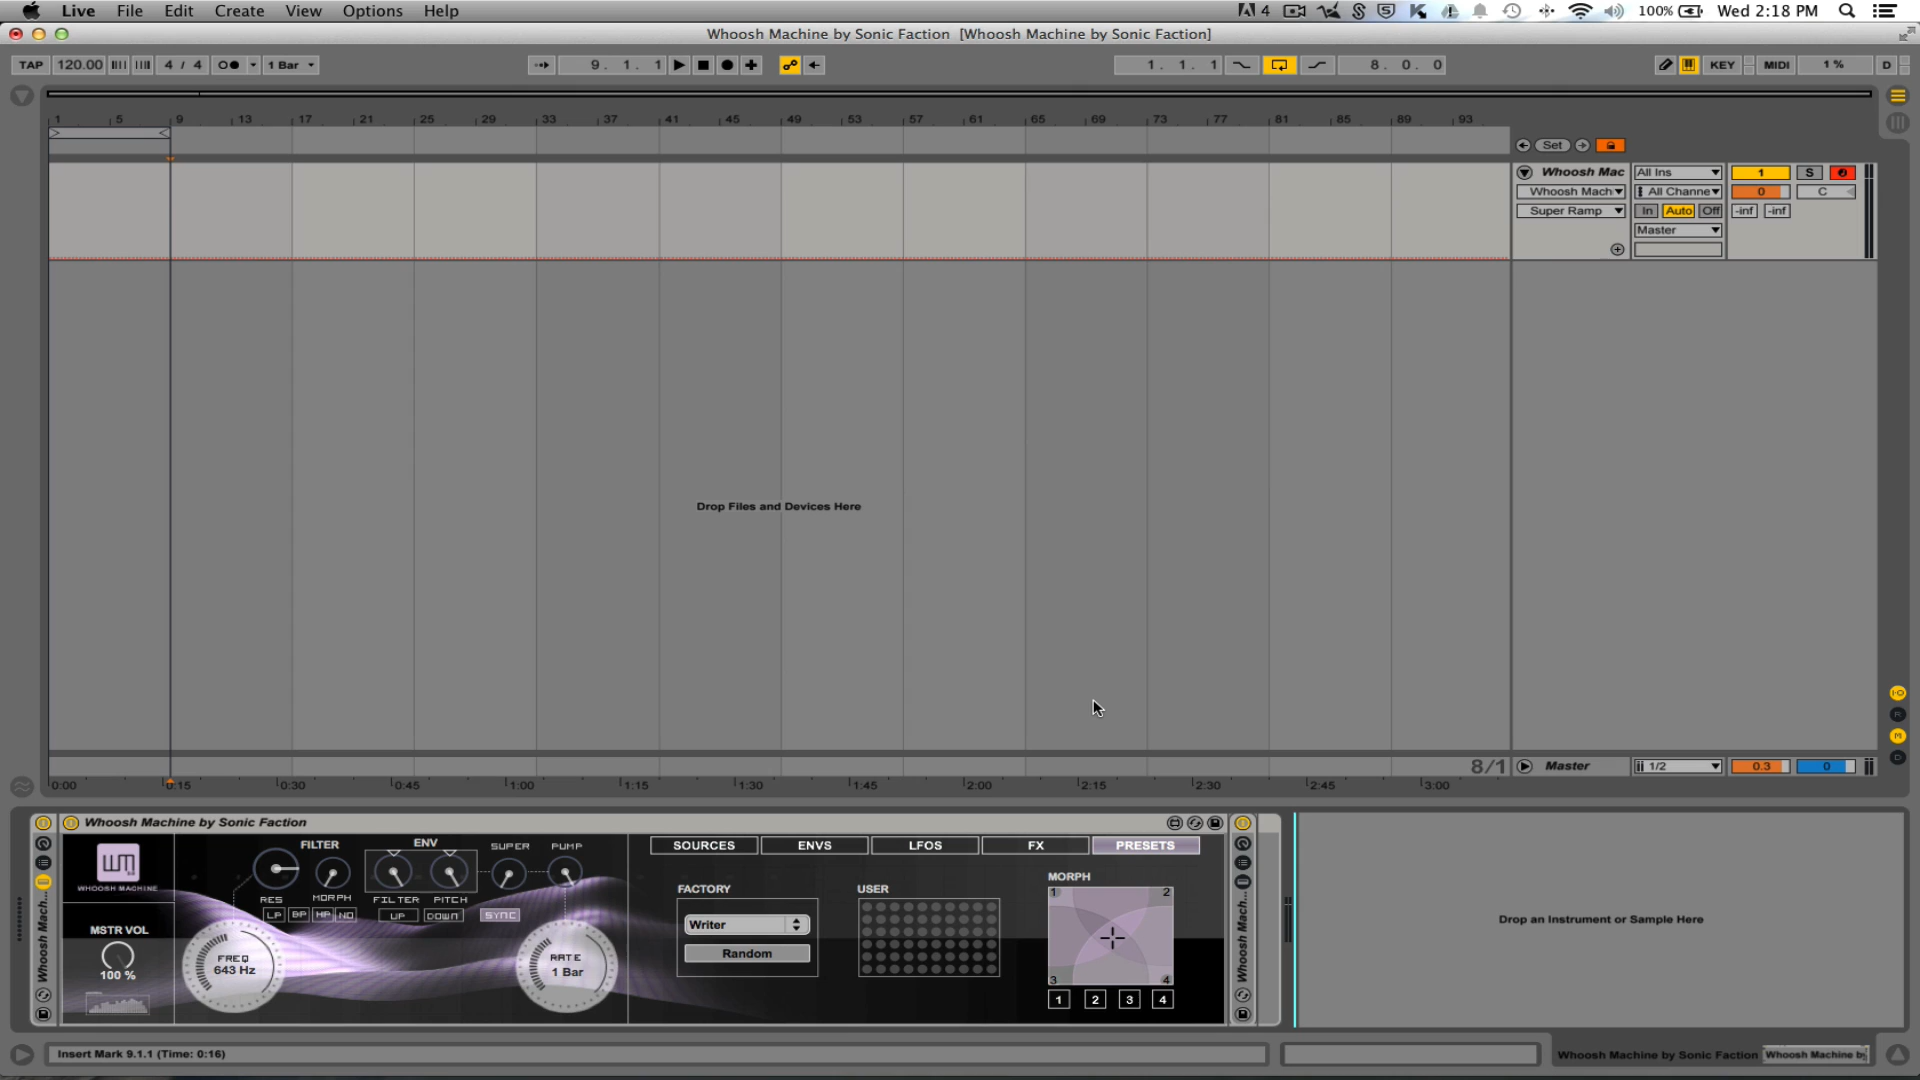 Live File Edit Create View Options Help 4 100% Wed 2:18 PM
Whoosh Machine by Sonic Faction [Whoosh Machine by Sonic Faction]
TAP 120.00 4 / 4 1 Bar 9. 1. 1 1. 1. 1 8. 0. 0 KEY MIDI 1 % D
1 5 9 13 17 21 25 29 33 37 41 45 49 53 57 61 65 69 73 77 81 85 89 93
Set
Whoosh Mac All Ins 1 S
Whoosh Mach All Channe 0 C
Super Ramp In Auto Off -inf -inf
Master
Drop Files and Devices Here
8/1 Master 1/2 0.3 0
0:00 0:15 0:30 0:45 1:00 1:15 1:30 1:45 2:00 2:15 2:30 2:45 3:00
Whoosh Machine by Sonic Faction
Whoosh Mach...
WM
WHOOSH MACHINE
MSTR VOL
100 %
FILTER ENV SUPER PUMP
RES MORPH FILTER PITCH
LP BP HP NO UP DOWN SYNC
FREQ
643 Hz
RATE
1 Bar
SOURCES ENVS LFOS FX PRESETS
FACTORY USER MORPH
Writer
Random
1 2
3 4
1 2 3 4
Whoosh Mach...
Drop an Instrument or Sample Here
Insert Mark 9.1.1 (Time: 0:16)
Whoosh Machine by Sonic Faction Whoosh Machine by